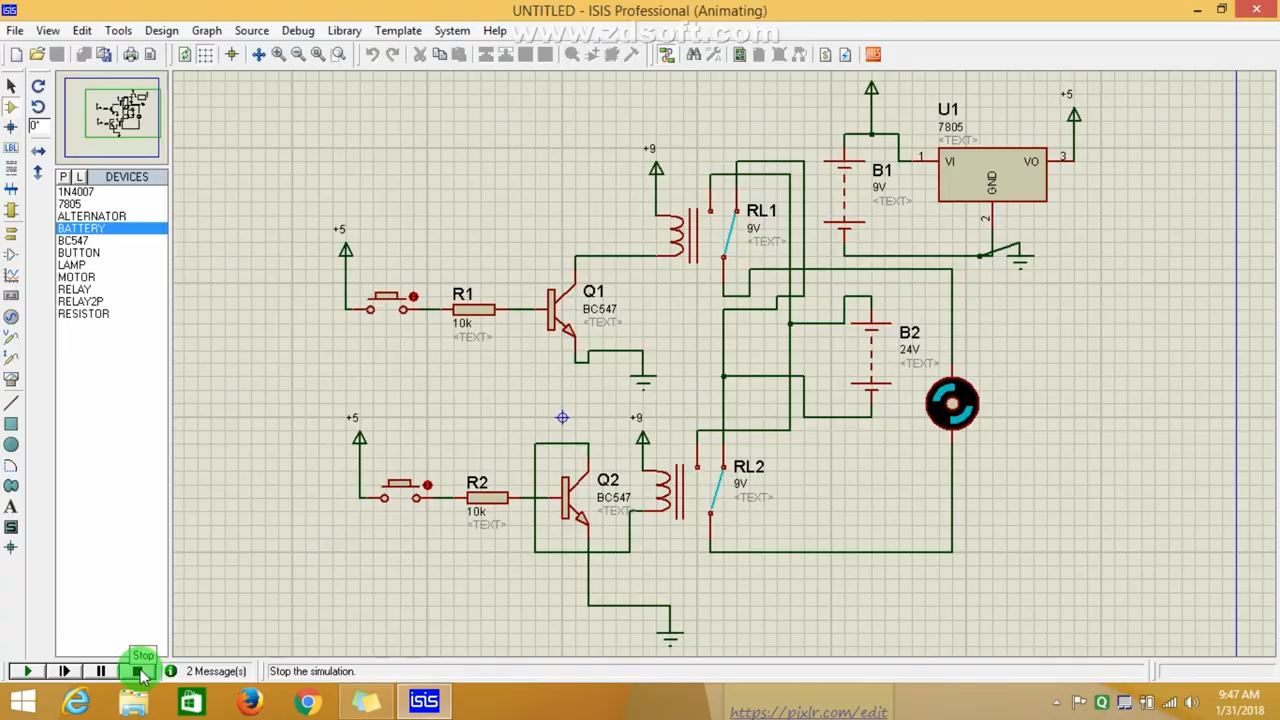 UNTITLED - ISIS Professional (Animating)
File View Edit Tools Design Graph Source Debug Library Template System Help
www.zdsoft.com
ARES
0°
LBL
P L DEVICES
1N4007
7805
ALTERNATOR
BATTERY
BC547
BUTTON
LAMP
MOTOR
RELAY
RELAY2P
RESISTOR
A
S
+5
U1
7805
<TEXT>
1 VI VO 3
GND
2
B1
9V
<TEXT>
+9
RL1
9V
<TEXT>
+5
R1
10k
<TEXT>
Q1
BC547
<TEXT>
B2
24V
<TEXT>
+5
+9
R2
10k
<TEXT>
Q2
BC547
<TEXT>
RL2
9V
<TEXT>
Stop
2 Message(s)
Stop the simulation.
isis
https://pixlr.com/edit
9:47 AM
1/31/2018